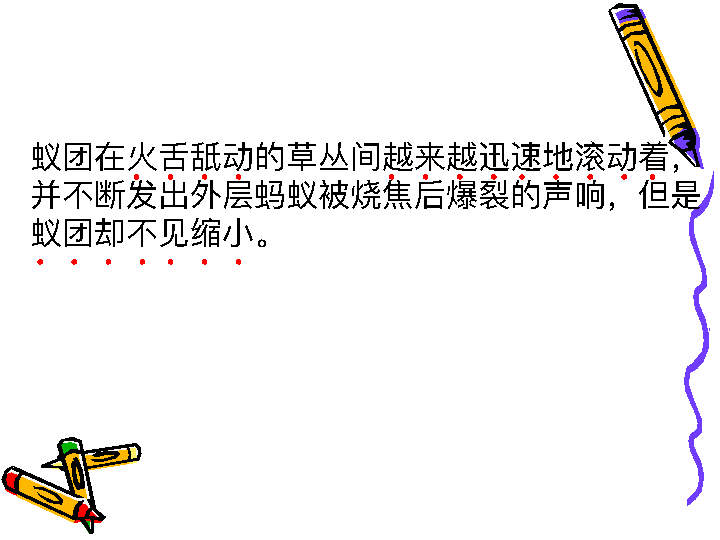 蚁团在火舌舐动的草丛间越来越迅速地滚动着，
并不断发出外层蚂蚁被烧焦后爆裂的声响，但是
蚁团却不见缩小。